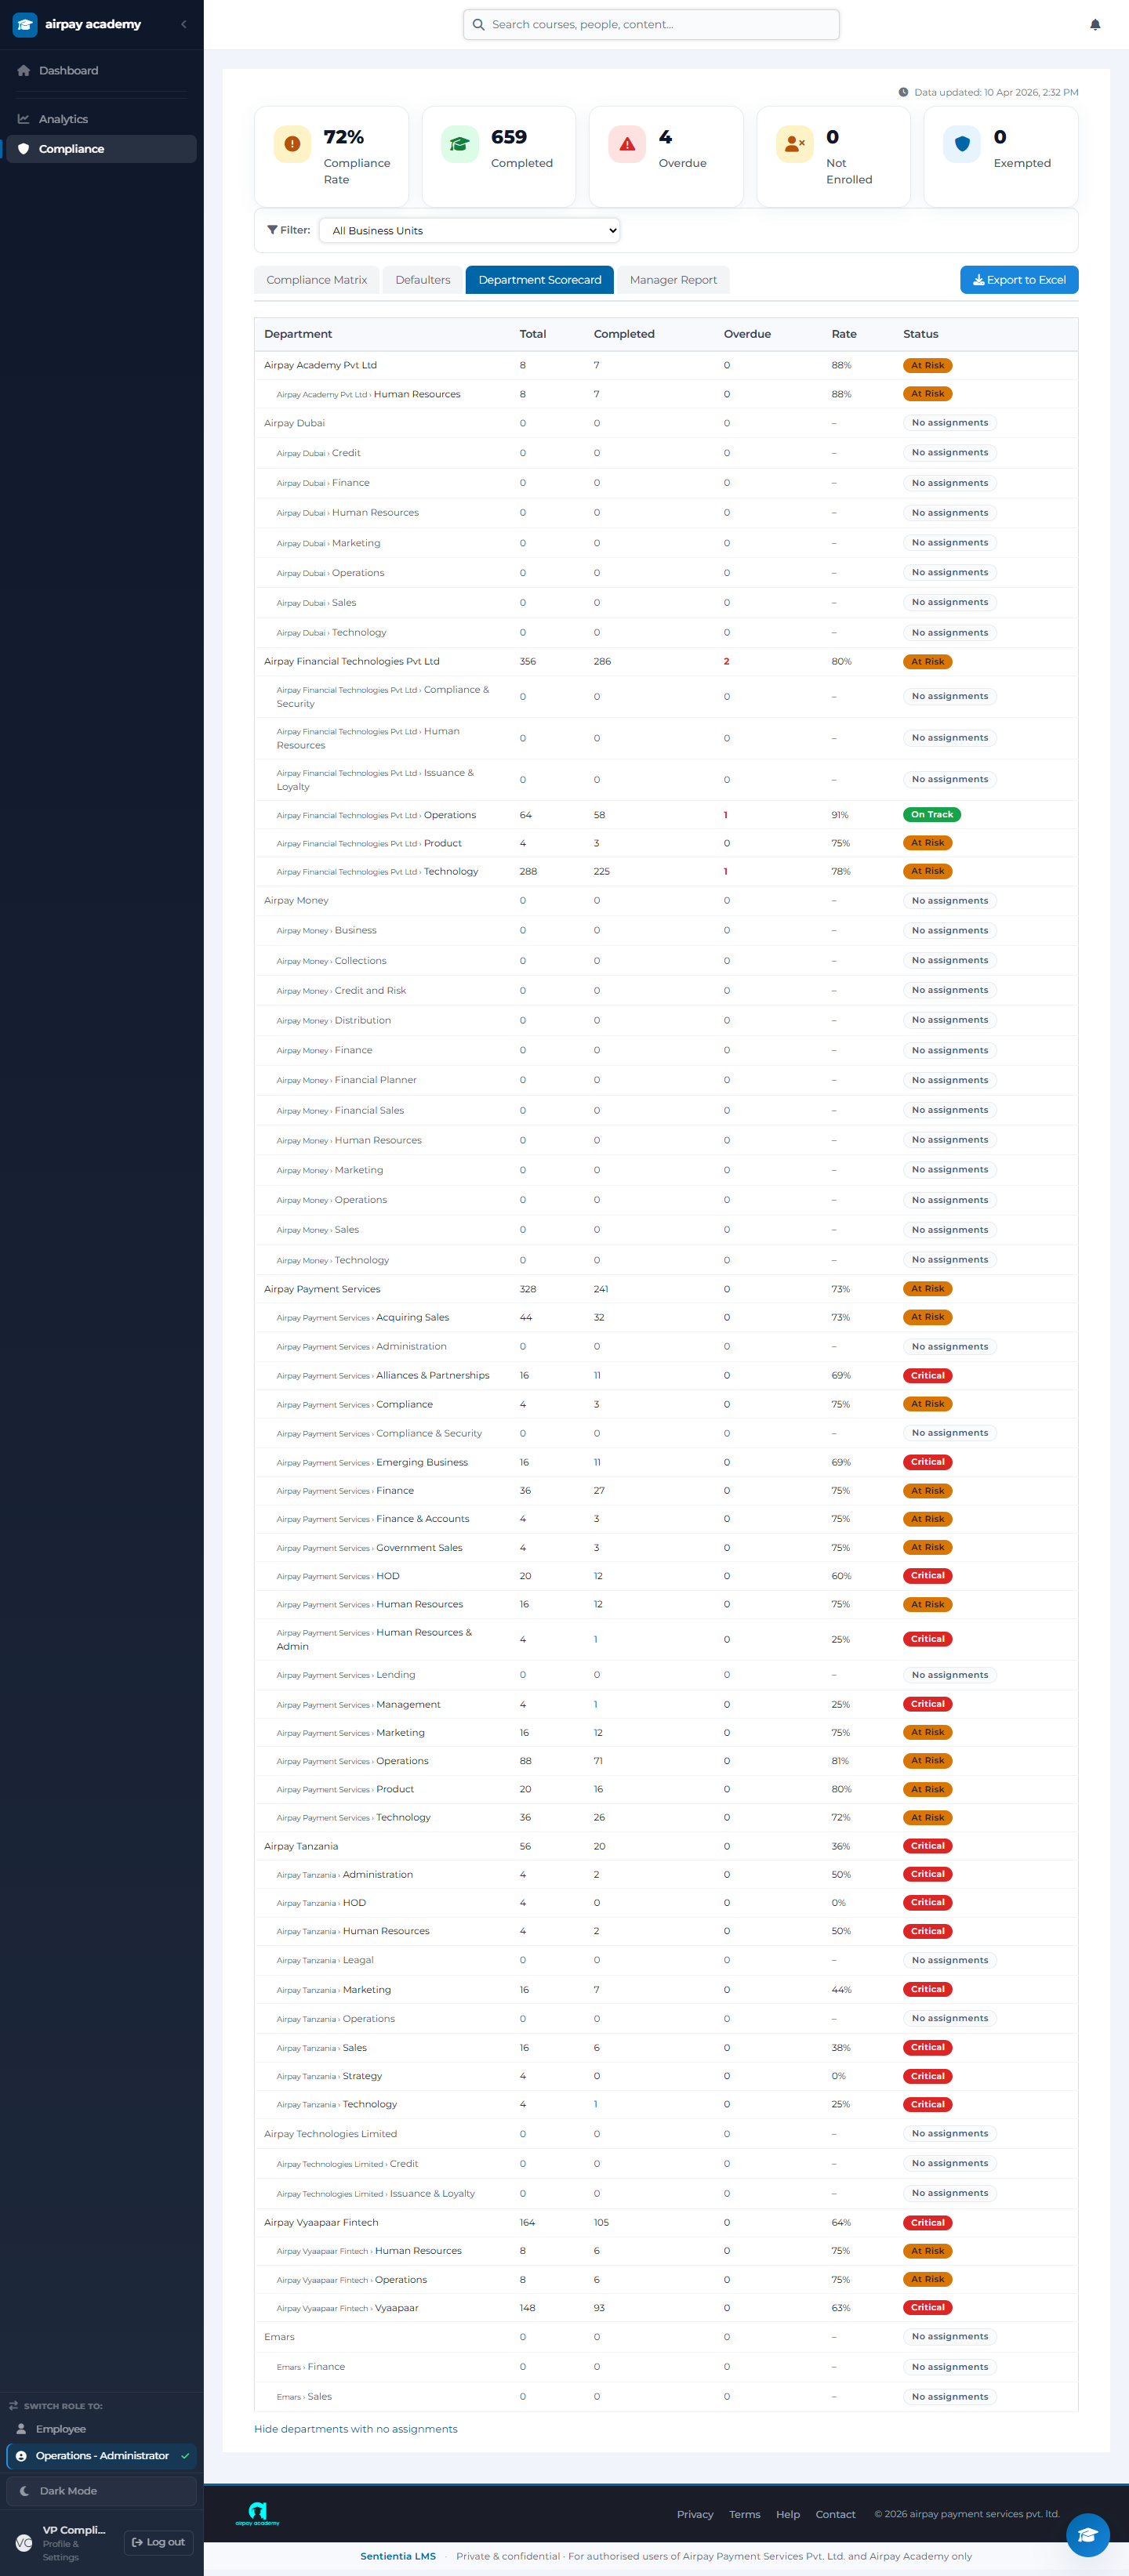 airpay academy
Dashboard
Analytics
Compliance
Search courses, people, content...
Data updated: 10 Apr 2026, 2:32 PM
72% Compliance Rate
659 Completed
4 Overdue
0 Not Enrolled
0 Exempted
Filter: All Business Units
Compliance Matrix Defaulters Department Scorecard Manager Report Export to Excel
Department Total Completed Overdue Rate Status
Airpay Academy Pvt Ltd 8 7 0 88% At Risk
Airpay Academy Pvt Ltd › Human Resources 8 7 0 88% At Risk
Airpay Dubai 0 0 0 – No assignments
Airpay Dubai › Credit 0 0 0 – No assignments
Airpay Dubai › Finance 0 0 0 – No assignments
Airpay Dubai › Human Resources 0 0 0 – No assignments
Airpay Dubai › Marketing 0 0 0 – No assignments
Airpay Dubai › Operations 0 0 0 – No assignments
Airpay Dubai › Sales 0 0 0 – No assignments
Airpay Dubai › Technology 0 0 0 – No assignments
Airpay Financial Technologies Pvt Ltd 356 286 2 80% At Risk
Airpay Financial Technologies Pvt Ltd › Compliance & Security 0 0 0 – No assignments
Airpay Financial Technologies Pvt Ltd › Human Resources 0 0 0 – No assignments
Airpay Financial Technologies Pvt Ltd › Issuance & Loyalty 0 0 0 – No assignments
Airpay Financial Technologies Pvt Ltd › Operations 64 58 1 91% On Track
Airpay Financial Technologies Pvt Ltd › Product 4 3 0 75% At Risk
Airpay Financial Technologies Pvt Ltd › Technology 288 225 1 78% At Risk
Airpay Money 0 0 0 – No assignments
Airpay Money › Business 0 0 0 – No assignments
Airpay Money › Collections 0 0 0 – No assignments
Airpay Money › Credit and Risk 0 0 0 – No assignments
Airpay Money › Distribution 0 0 0 – No assignments
Airpay Money › Finance 0 0 0 – No assignments
Airpay Money › Financial Planner 0 0 0 – No assignments
Airpay Money › Financial Sales 0 0 0 – No assignments
Airpay Money › Human Resources 0 0 0 – No assignments
Airpay Money › Marketing 0 0 0 – No assignments
Airpay Money › Operations 0 0 0 – No assignments
Airpay Money › Sales 0 0 0 – No assignments
Airpay Money › Technology 0 0 0 – No assignments
Airpay Payment Services 328 241 0 73% At Risk
Airpay Payment Services › Acquiring Sales 44 32 0 73% At Risk
Airpay Payment Services › Administration 0 0 0 – No assignments
Airpay Payment Services › Alliances & Partnerships 16 11 0 69% Critical
Airpay Payment Services › Compliance 4 3 0 75% At Risk
Airpay Payment Services › Compliance & Security 0 0 0 – No assignments
Airpay Payment Services › Emerging Business 16 11 0 69% Critical
Airpay Payment Services › Finance 36 27 0 75% At Risk
Airpay Payment Services › Finance & Accounts 4 3 0 75% At Risk
Airpay Payment Services › Government Sales 4 3 0 75% At Risk
Airpay Payment Services › HOD 20 12 0 60% Critical
Airpay Payment Services › Human Resources 16 12 0 75% At Risk
Airpay Payment Services › Human Resources & Admin 4 1 0 25% Critical
Airpay Payment Services › Lending 0 0 0 – No assignments
Airpay Payment Services › Management 4 1 0 25% Critical
Airpay Payment Services › Marketing 16 12 0 75% At Risk
Airpay Payment Services › Operations 88 71 0 81% At Risk
Airpay Payment Services › Product 20 16 0 80% At Risk
Airpay Payment Services › Technology 36 26 0 72% At Risk
Airpay Tanzania 56 20 0 36% Critical
Airpay Tanzania › Administration 4 2 0 50% Critical
Airpay Tanzania › HOD 4 0 0 0% Critical
Airpay Tanzania › Human Resources 4 2 0 50% Critical
Airpay Tanzania › Leagal 0 0 0 – No assignments
Airpay Tanzania › Marketing 16 7 0 44% Critical
Airpay Tanzania › Operations 0 0 0 – No assignments
Airpay Tanzania › Sales 16 6 0 38% Critical
Airpay Tanzania › Strategy 4 0 0 0% Critical
Airpay Tanzania › Technology 4 1 0 25% Critical
Airpay Technologies Limited 0 0 0 – No assignments
Airpay Technologies Limited › Credit 0 0 0 – No assignments
Airpay Technologies Limited › Issuance & Loyalty 0 0 0 – No assignments
Airpay Vyaapaar Fintech 164 105 0 64% Critical
Airpay Vyaapaar Fintech › Human Resources 8 6 0 75% At Risk
Airpay Vyaapaar Fintech › Operations 8 6 0 75% At Risk
Airpay Vyaapaar Fintech › Vyaapaar 148 93 0 63% Critical
Emars 0 0 0 – No assignments
Emars › Finance 0 0 0 – No assignments
Emars › Sales 0 0 0 – No assignments
Hide departments with no assignments
SWITCH ROLE TO:
Employee
Operations - Administrator
Dark Mode
VC
VP Compli...
Profile & Settings
Log out
airpay academy
Privacy Terms Help Contact © 2026 airpay payment services pvt. ltd.
Sentientia LMS · Private & confidential · For authorised users of Airpay Payment Services Pvt. Ltd. and Airpay Academy only